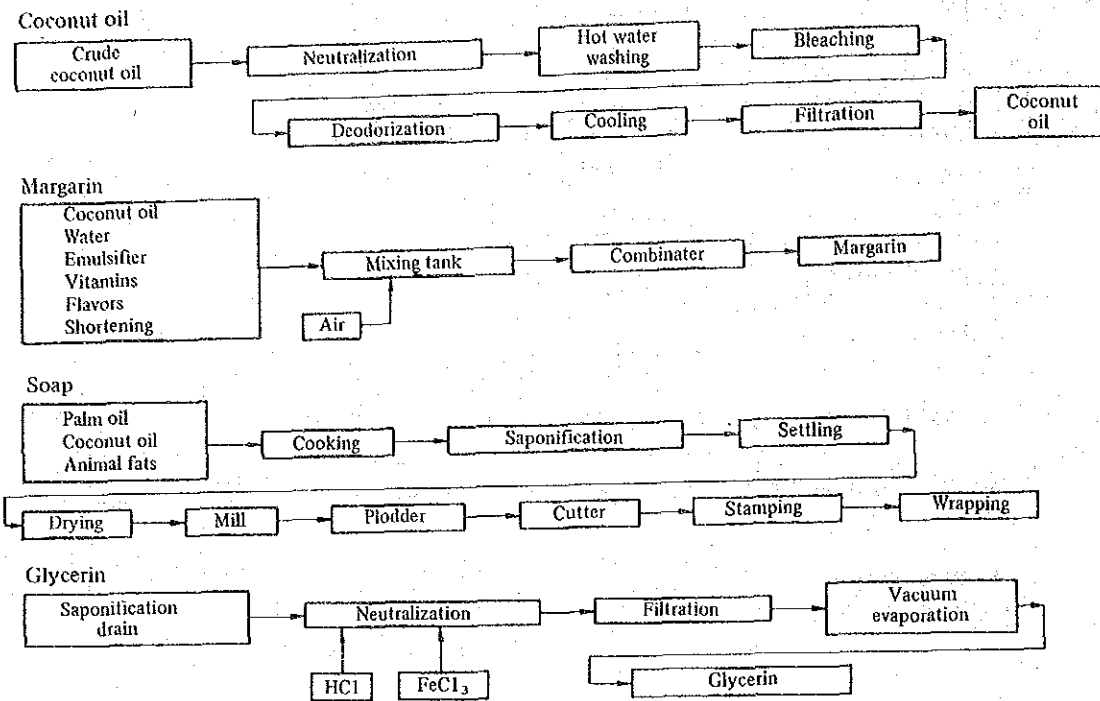 Coconut oil
Crude
coconut oil
Neutralization
Hot water
washing
Bleaching
Deodorization
Cooling
Filtration
Coconut
oil
Margarin
Coconut oil
Water
Emulsifier
Vitamins
Flavors
Shortening
Mixing tank
Combinater
Margarin
Air
Soap
Palm oil
Coconut oil
Animal fats
Cooking
Saponification
Settling
Drying
Mill
Plodder
Cutter
Stamping
Wrapping
Glycerin
Saponification
drain
Neutralization
Filtration
Vacuum
evaporation
HCl
FeCl₃
Glycerin